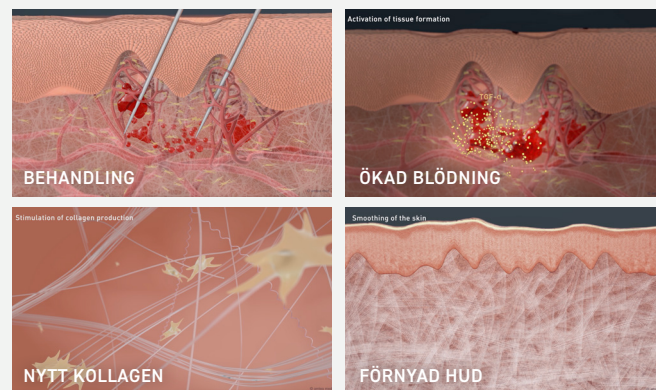 BEHANDLING
Activation of tissue formation
TGF-α
ÖKAD BLÖDNING
Stimulation of collagen production
NYTT KOLLAGEN
Smoothing of the skin
FÖRNYAD HUD